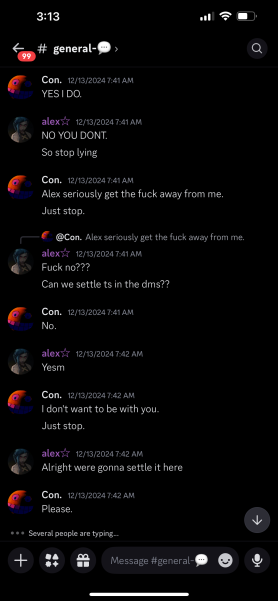 3:13
99
# general-💬 ›
Con. 12/13/2024 7:41 AM
YES I DO.
alex☆ 12/13/2024 7:41 AM
NO YOU DONT.
So stop lying
Con. 12/13/2024 7:41 AM
Alex seriously get the fuck away from me.
Just stop.
@Con. Alex seriously get the fuck away from me.
alex☆ 12/13/2024 7:41 AM
Fuck no???
Can we settle ts in the dms??
Con. 12/13/2024 7:41 AM
No.
alex☆ 12/13/2024 7:42 AM
Yesm
Con. 12/13/2024 7:42 AM
I don't want to be with you.
Just stop.
alex☆ 12/13/2024 7:42 AM
Alright were gonna settle it here
Con. 12/13/2024 7:42 AM
Please.
Several people are typing...
Message #general-💬